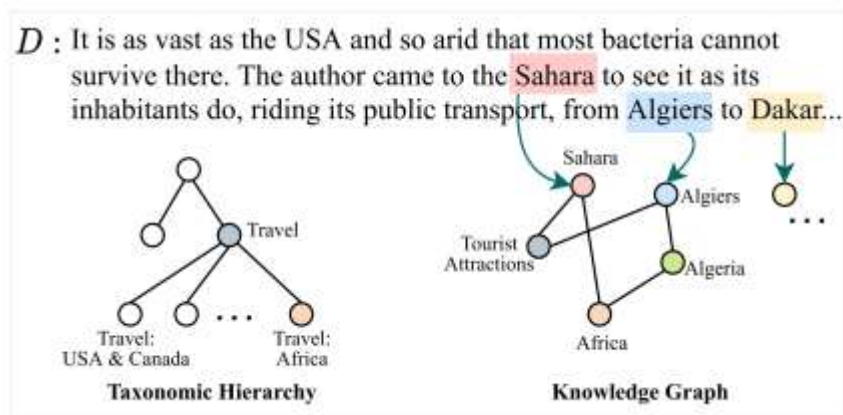 D : It is as vast as the USA and so arid that most bacteria cannot
survive there. The author came to the Sahara to see it as its
inhabitants do, riding its public transport, from Algiers to Dakar...
Sahara
Algiers
...
Travel
Tourist
Attractions
Algeria
...
Travel:
USA & Canada
Travel:
Africa
Africa
Taxonomic Hierarchy
Knowledge Graph